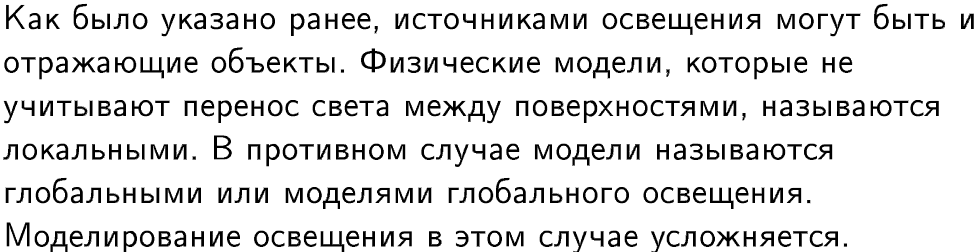 Как было указано ранее, источниками освещения могут быть и
отражающие объекты. Физические модели, которые не
учитывают перенос света между поверхностями, называются
локальными. В противном случае модели называются
глобальными или моделями глобального освещения.
Моделирование освещения в этом случае усложняется.